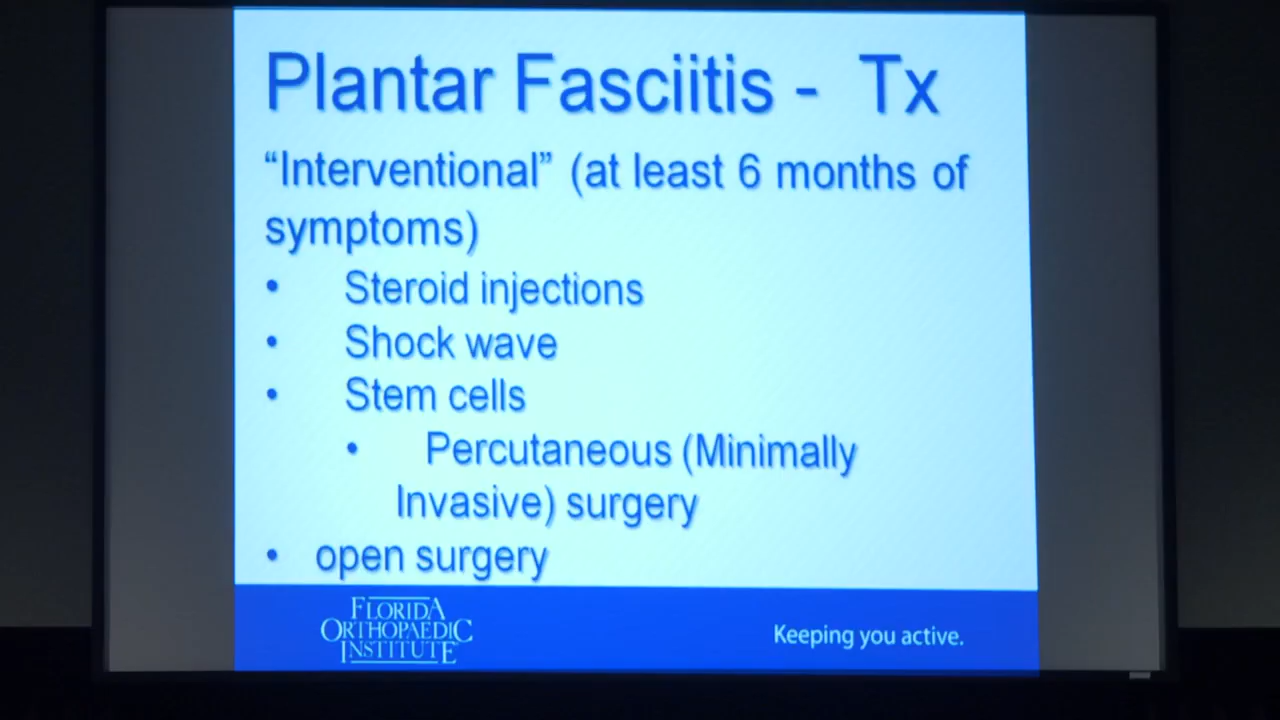 Plantar Fasciitis - Tx
“Interventional” (at least 6 months of
symptoms)
• Steroid injections
• Shock wave
• Stem cells
• Percutaneous (Minimally
Invasive) surgery
• open surgery
FLORIDA
ORTHOPAEDIC
INSTITUTE
Keeping you active.